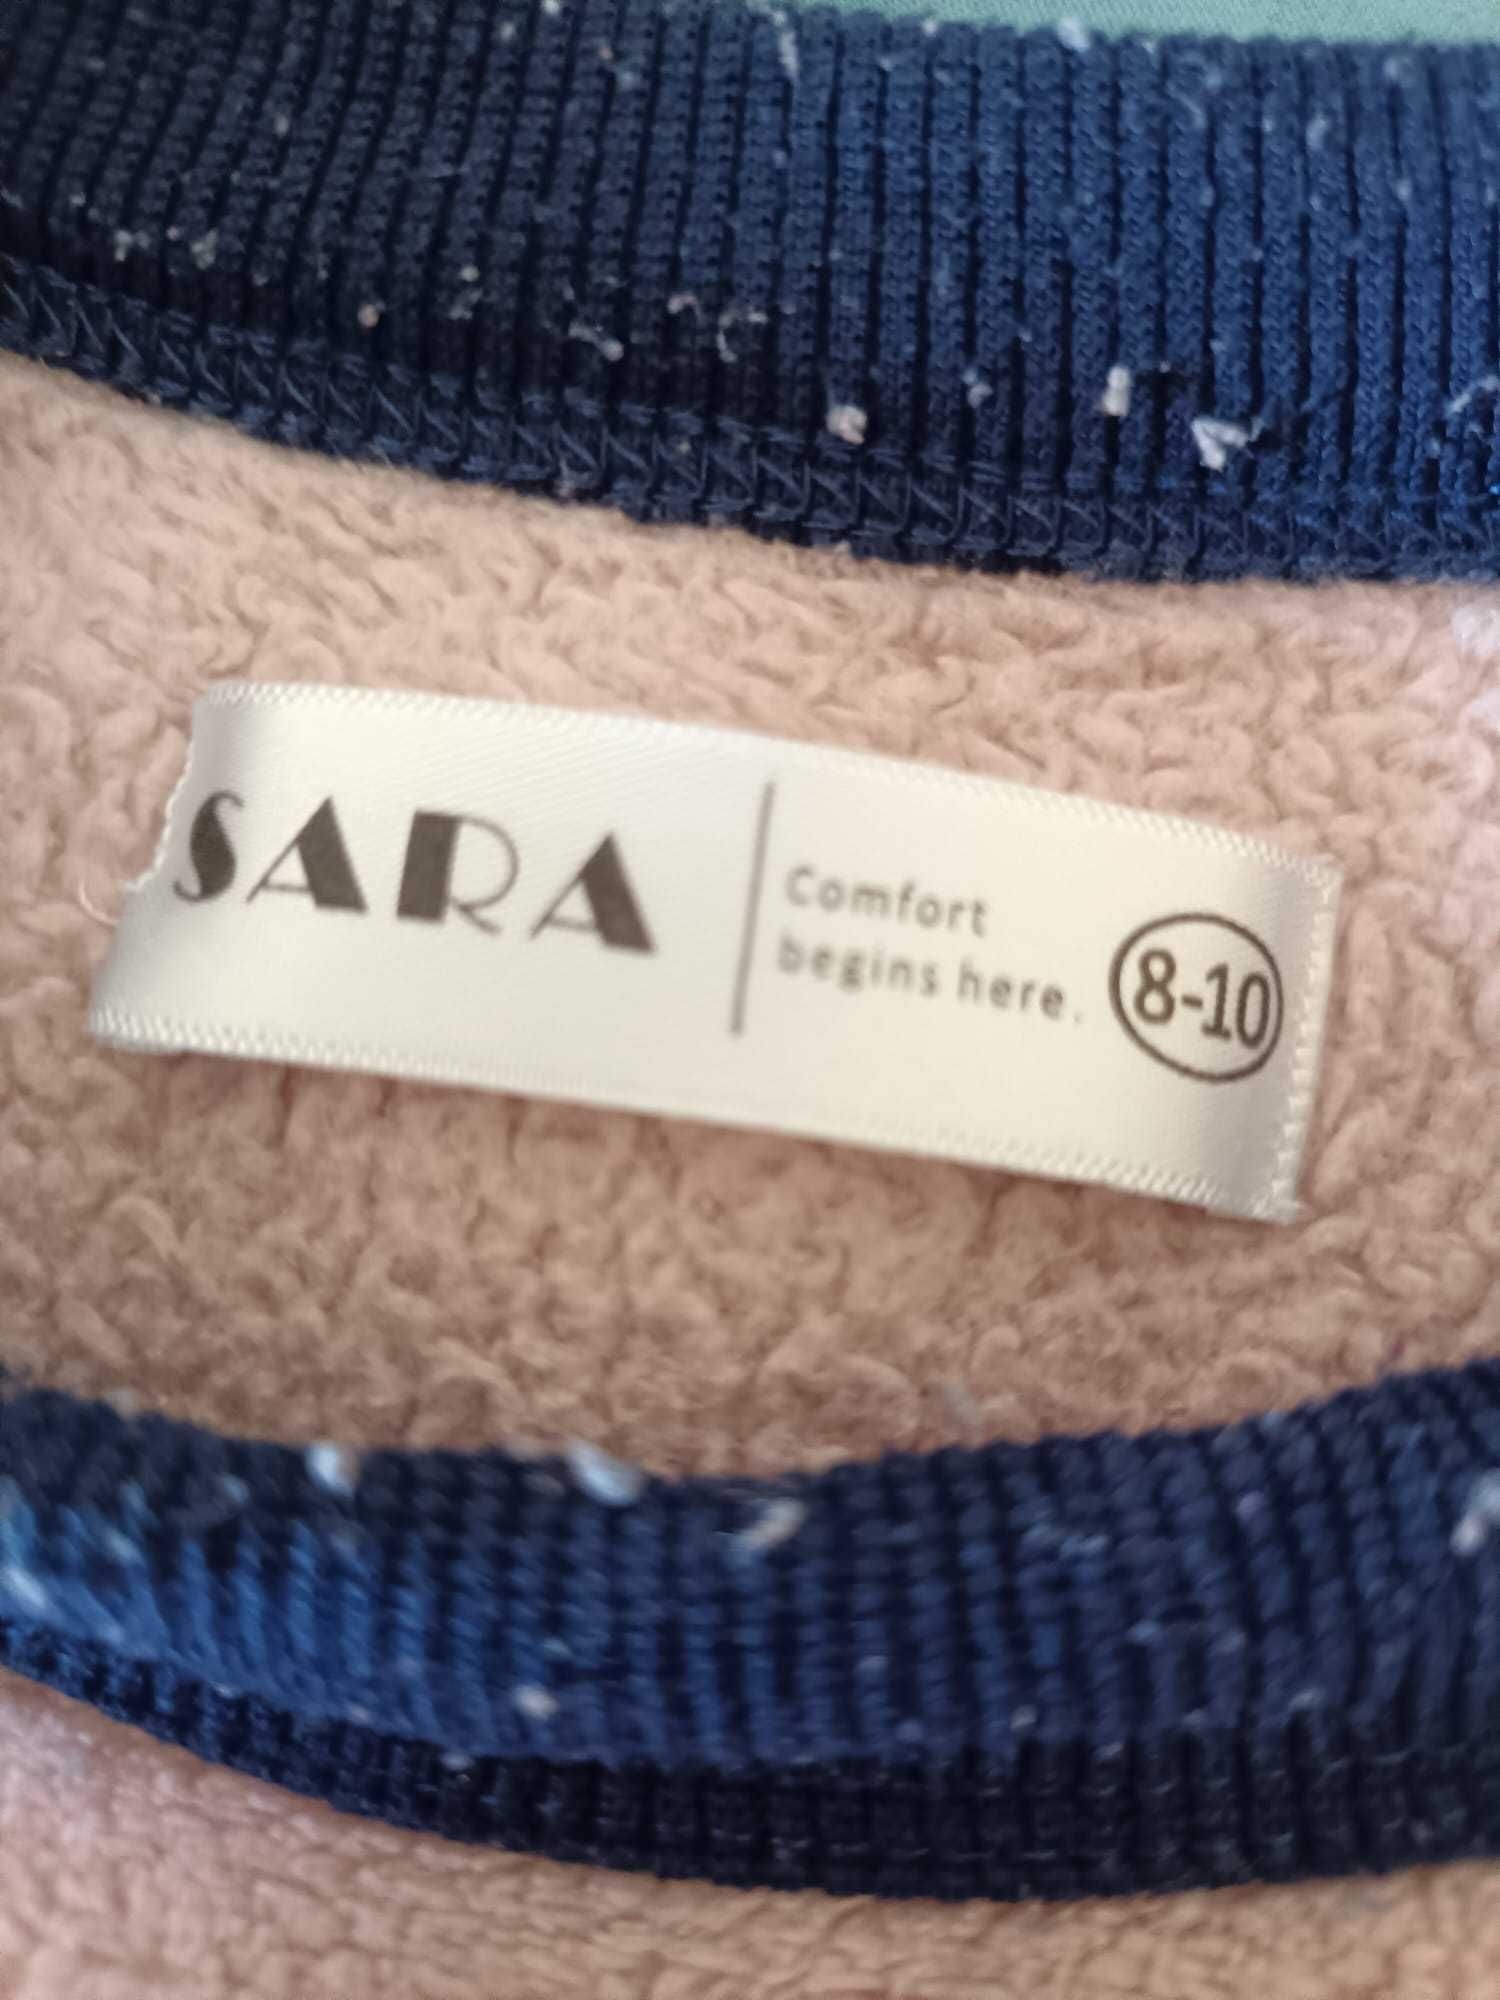 SARA
Comfort
begins here.
8-10